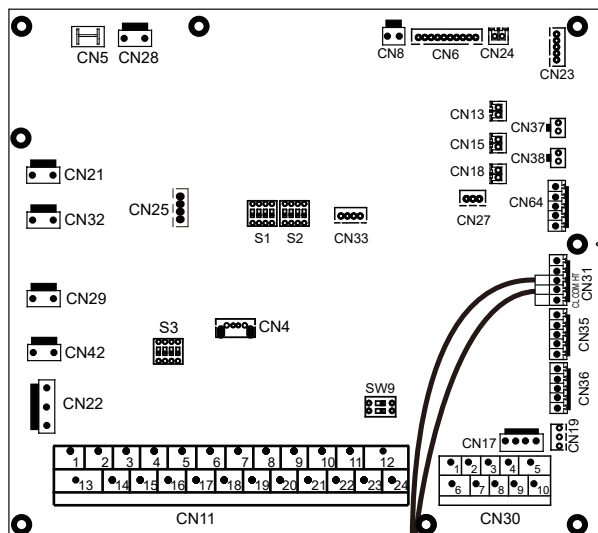 CN5
CN28
CN8
CN6
CN24
CN23
CN13
CN37
CN15
CN38
CN18
CN21
CN25
CN27
CN64
CN32
S1
S2
CN33
CL COM HT
CN31
CN29
CN4
CN35
S3
CN42
CN36
SW9
CN22
CN17
CN19
1 2 3 4 5 6 7 8 9 10 11 12
13 14 15 16 17 18 19 20 21 22 23 24
CN11
1 2 3 4 5
6 7 8 9 10
CN30